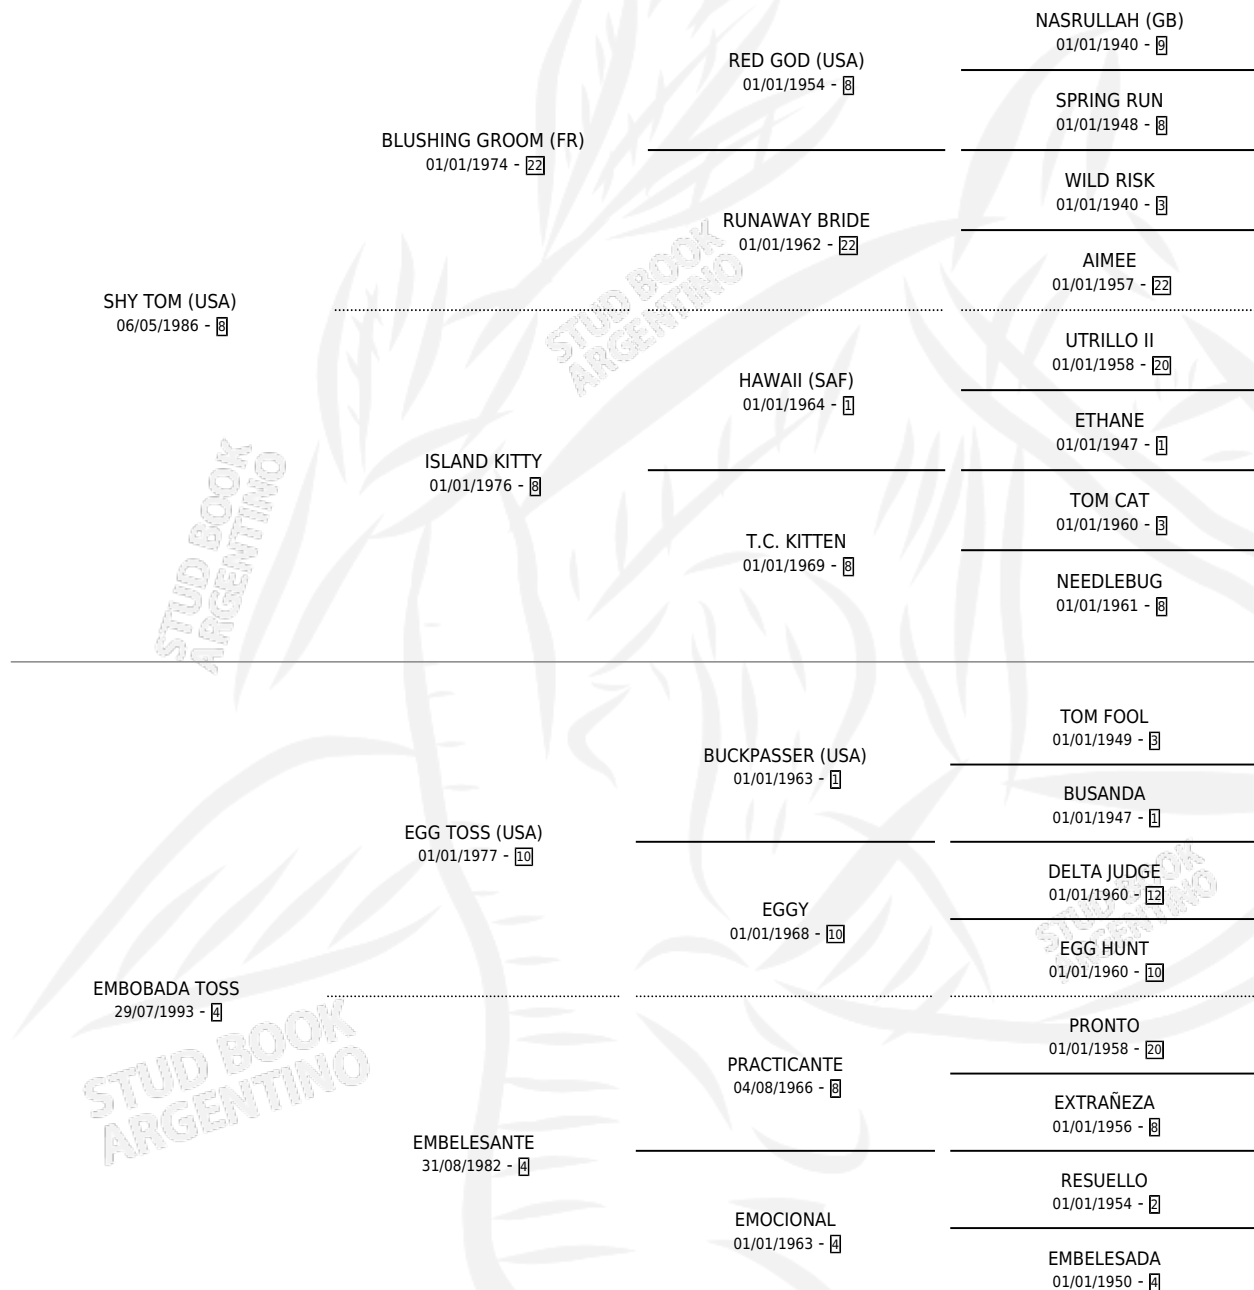 NASRULLAH (GB)
01/01/1940 - 9
RED GOD (USA)
01/01/1954 - 8
SPRING RUN
01/01/1948 - 8
BLUSHING GROOM (FR)
01/01/1974 - 22
WILD RISK
01/01/1940 - 3
RUNAWAY BRIDE
01/01/1962 - 22
AIMEE
01/01/1957 - 22
SHY TOM (USA)
06/05/1986 - 8
UTRILLO II
01/01/1958 - 20
HAWAII (SAF)
01/01/1964 - 1
ETHANE
01/01/1947 - 1
ISLAND KITTY
01/01/1976 - 8
TOM CAT
01/01/1960 - 3
T.C. KITTEN
01/01/1969 - 8
NEEDLEBUG
01/01/1961 - 8
TOM FOOL
01/01/1949 - 3
BUCKPASSER (USA)
01/01/1963 - 1
BUSANDA
01/01/1947 - 1
EGG TOSS (USA)
01/01/1977 - 10
DELTA JUDGE
01/01/1960 - 12
EGGY
01/01/1968 - 10
EGG HUNT
01/01/1960 - 10
EMBOBADA TOSS
29/07/1993 - 4
PRONTO
01/01/1958 - 20
PRACTICANTE
04/08/1966 - 8
EXTRAÑEZA
01/01/1956 - 8
EMBELESANTE
31/08/1982 - 4
RESUELLO
01/01/1954 - 2
EMOCIONAL
01/01/1963 - 4
EMBELESADA
01/01/1950 - 4
STUD BOOK
ARGENTINO
STUD BOOK
ARGENTINO
STUD BOOK
ARGENTINO
STUD BOOK
ARGENTINO